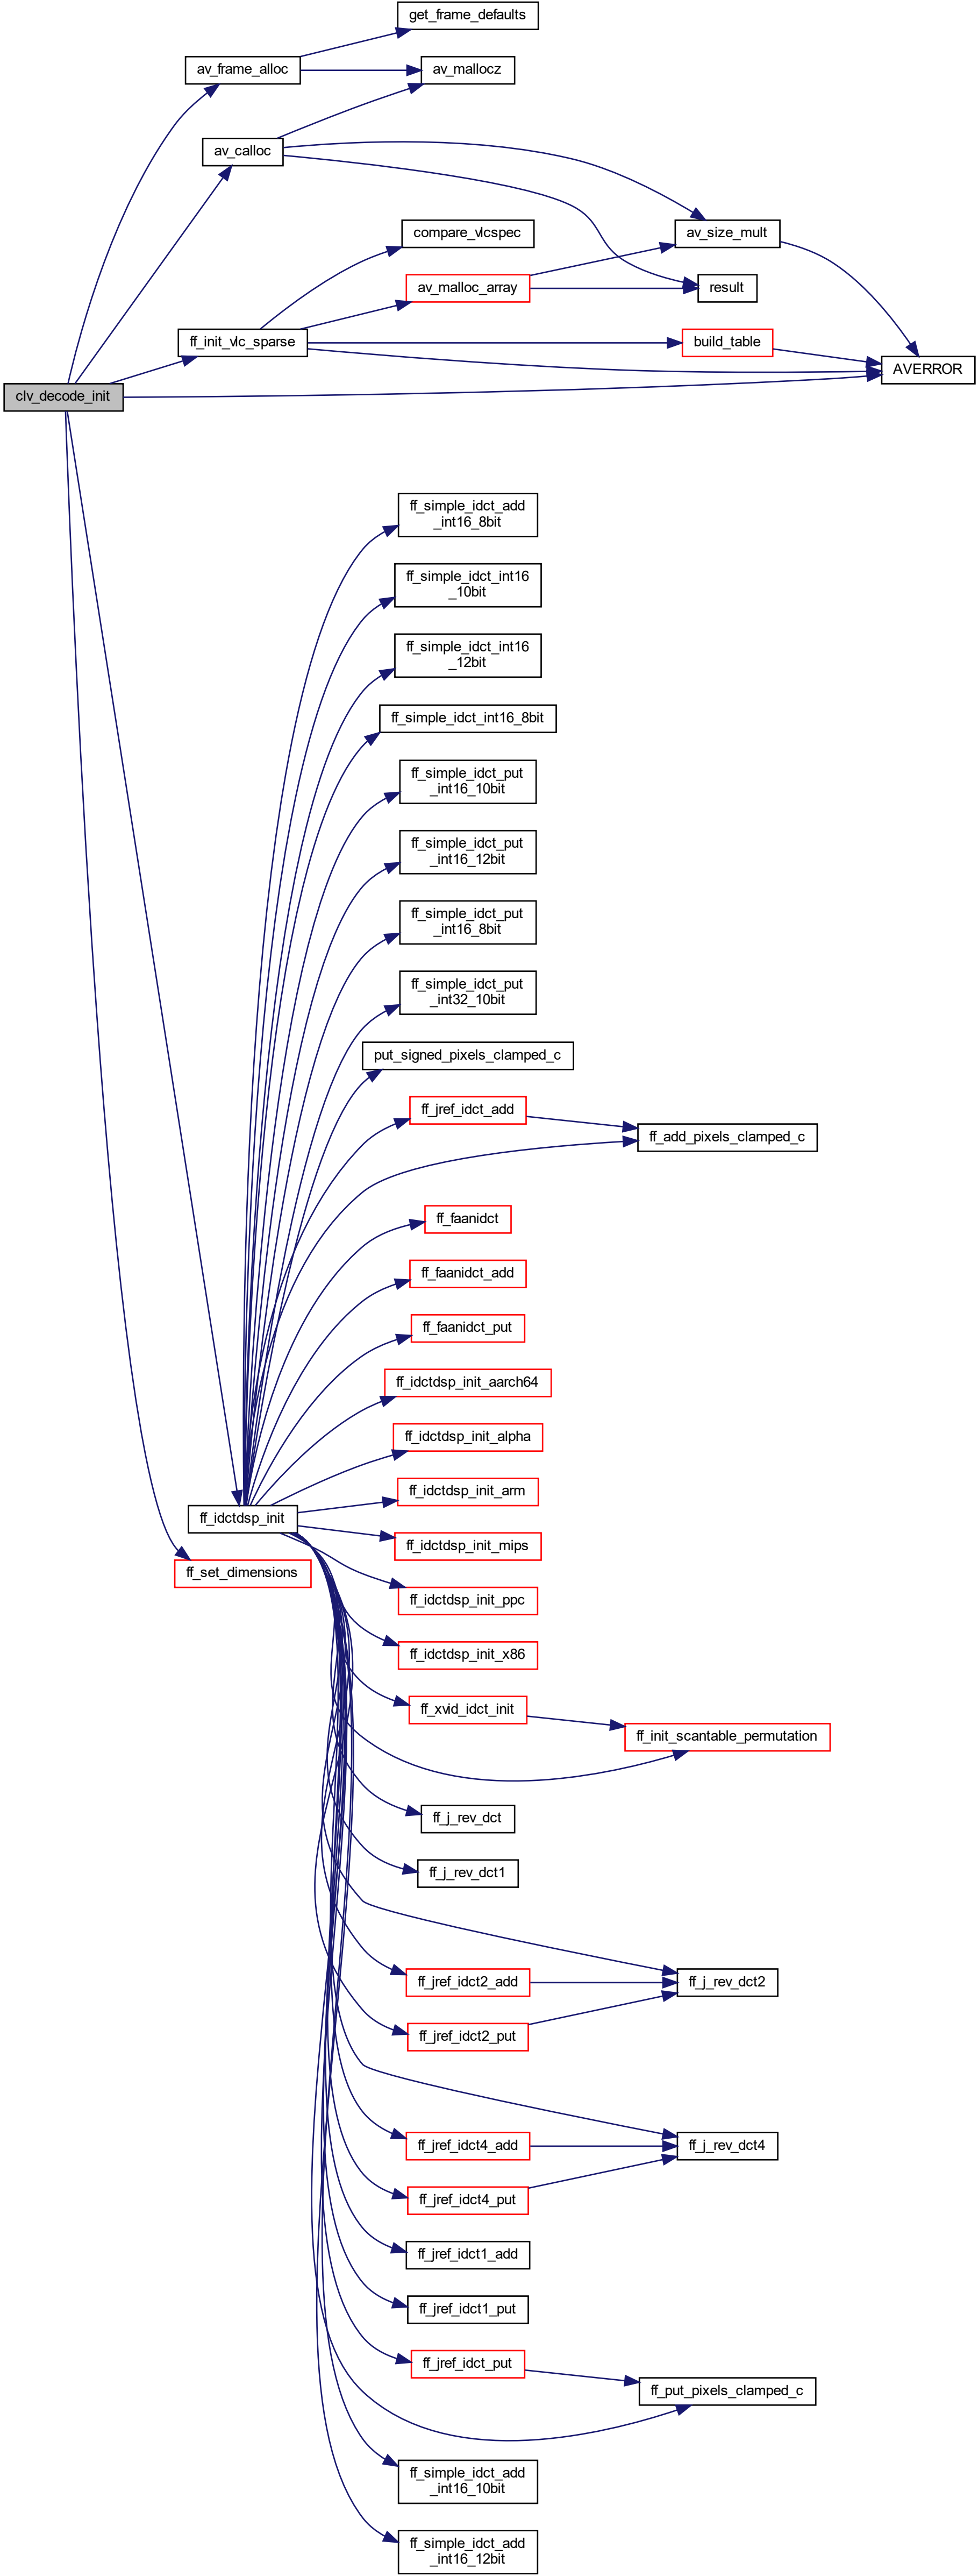 get_frame_defaults
av_frame_alloc
av_mallocz
av_calloc
compare_vlcspec
av_size_mult
av_malloc_array
result
ff_init_vlc_sparse
build_table
AVERROR
clv_decode_init
ff_simple_idct_add
_int16_8bit
ff_simple_idct_int16
_10bit
ff_simple_idct_int16
_12bit
ff_simple_idct_int16_8bit
ff_simple_idct_put
_int16_10bit
ff_simple_idct_put
_int16_12bit
ff_simple_idct_put
_int16_8bit
ff_simple_idct_put
_int32_10bit
put_signed_pixels_clamped_c
ff_jref_idct_add
ff_add_pixels_clamped_c
ff_faanidct
ff_faanidct_add
ff_faanidct_put
ff_idctdsp_init_aarch64
ff_idctdsp_init_alpha
ff_idctdsp_init_arm
ff_idctdsp_init
ff_idctdsp_init_mips
ff_set_dimensions
ff_idctdsp_init_ppc
ff_idctdsp_init_x86
ff_xvid_idct_init
ff_init_scantable_permutation
ff_j_rev_dct
ff_j_rev_dct1
ff_jref_idct2_add
ff_j_rev_dct2
ff_jref_idct2_put
ff_jref_idct4_add
ff_j_rev_dct4
ff_jref_idct4_put
ff_jref_idct1_add
ff_jref_idct1_put
ff_jref_idct_put
ff_put_pixels_clamped_c
ff_simple_idct_add
_int16_10bit
ff_simple_idct_add
_int16_12bit